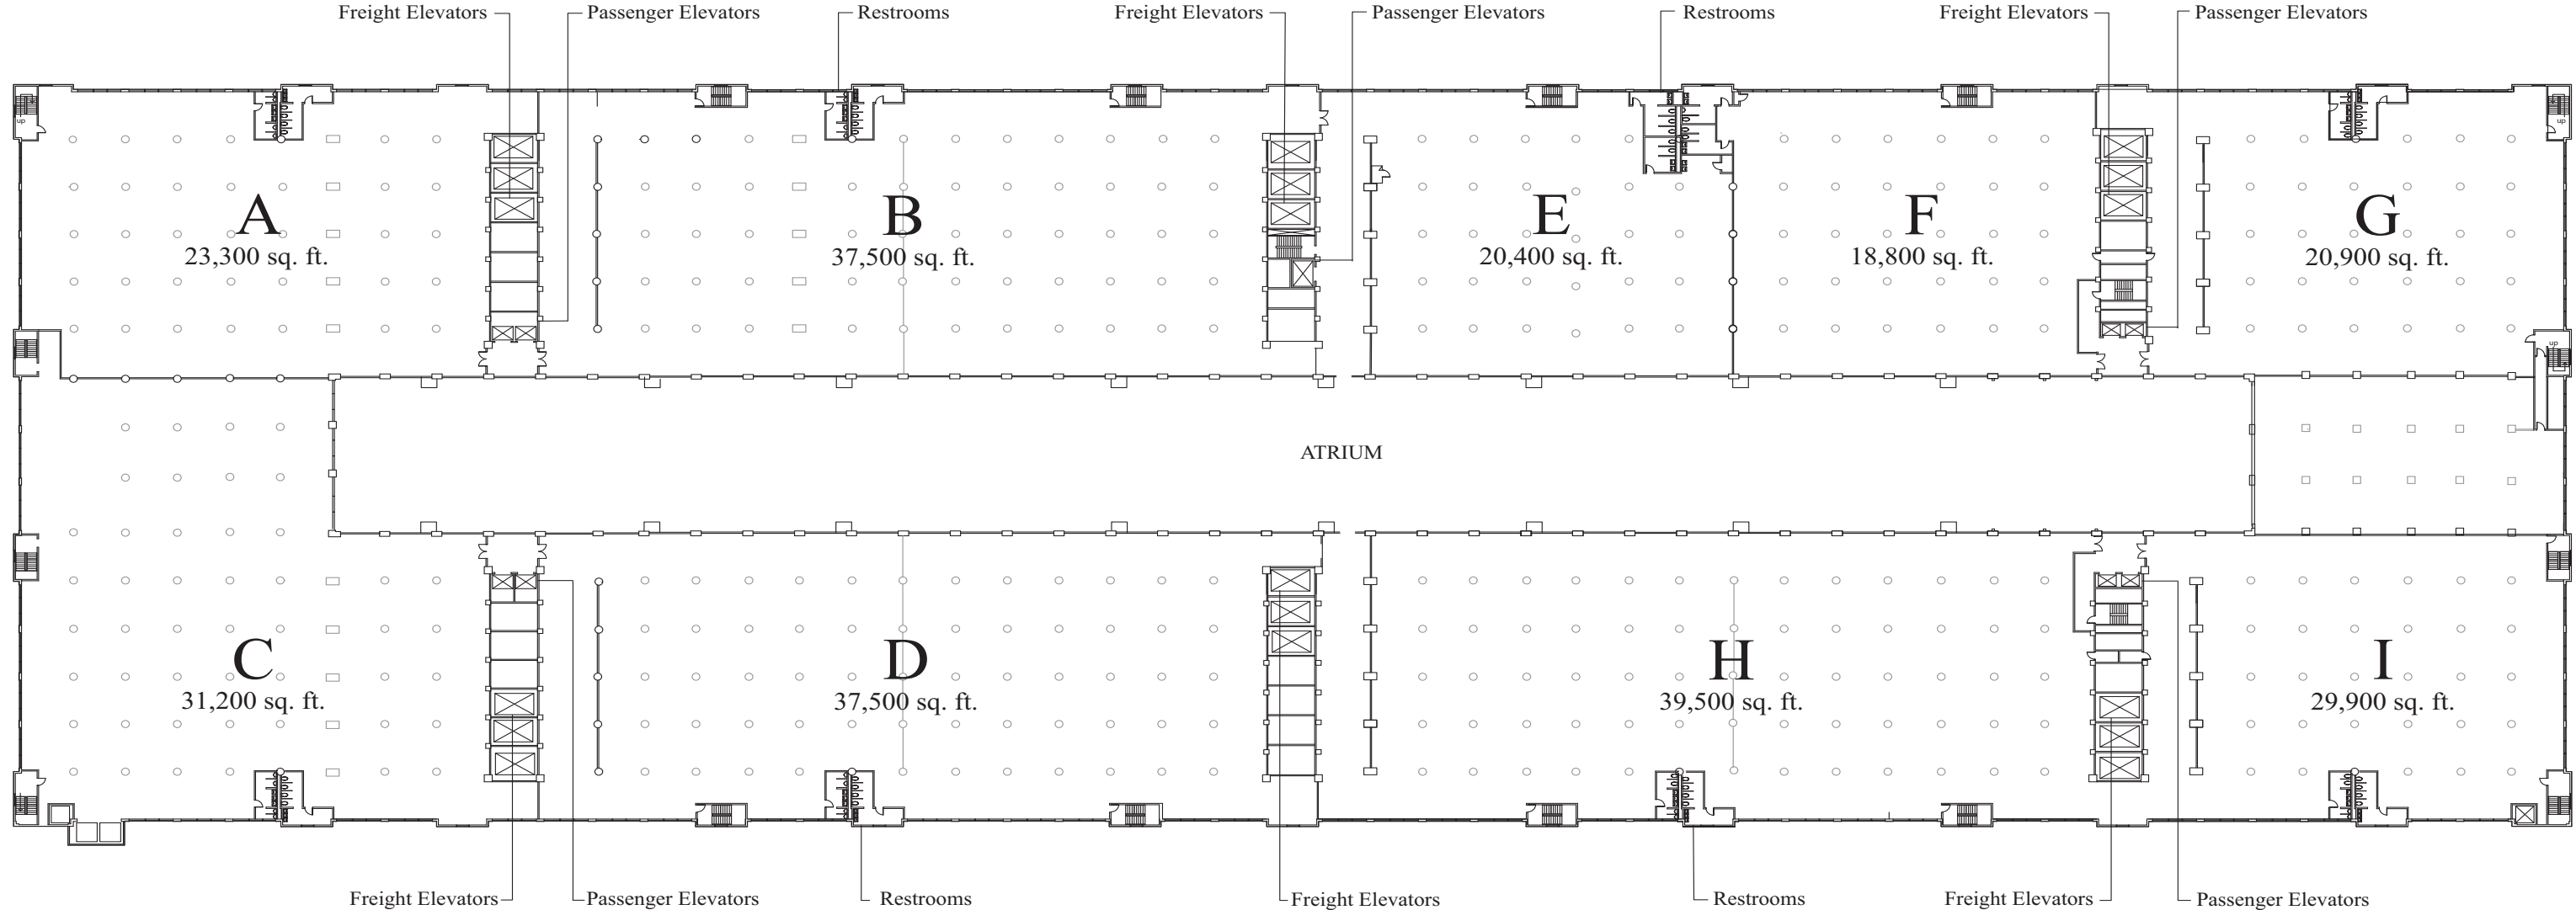 Freight Elevators
Passenger Elevators
Restrooms
Freight Elevators
Passenger Elevators
Restrooms
Freight Elevators
Passenger Elevators
up
up
A
23,300 sq. ft.
B
37,500 sq. ft.
E
20,400 sq. ft.
F
18,800 sq. ft.
G
20,900 sq. ft.
up
ATRIUM
C
31,200 sq. ft.
D
37,500 sq. ft.
H
39,500 sq. ft.
I
29,900 sq. ft.
Freight Elevators
Passenger Elevators
Restrooms
Freight Elevators
Restrooms
Freight Elevators
Passenger Elevators